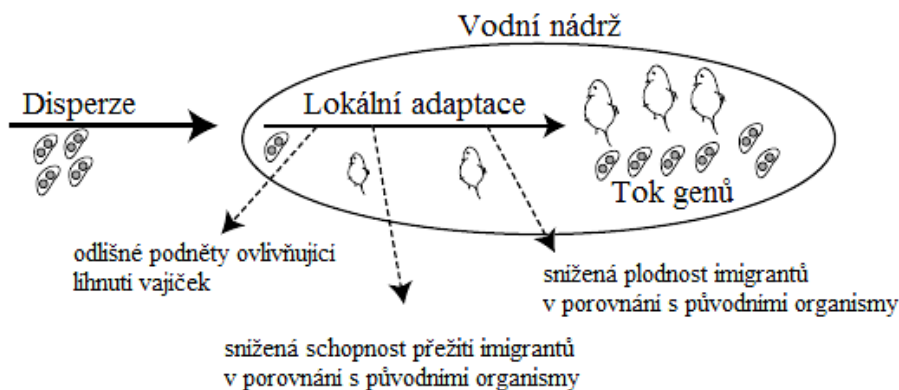 Vodní nádrž
Disperze
Lokální adaptace
Tok genů
odlišné podněty ovlivňující
líhnutí vajíček
snížená plodnost imigrantů
v porovnání s původními organismy
snížená schopnost přežití imigrantů
v porovnání s původními organismy